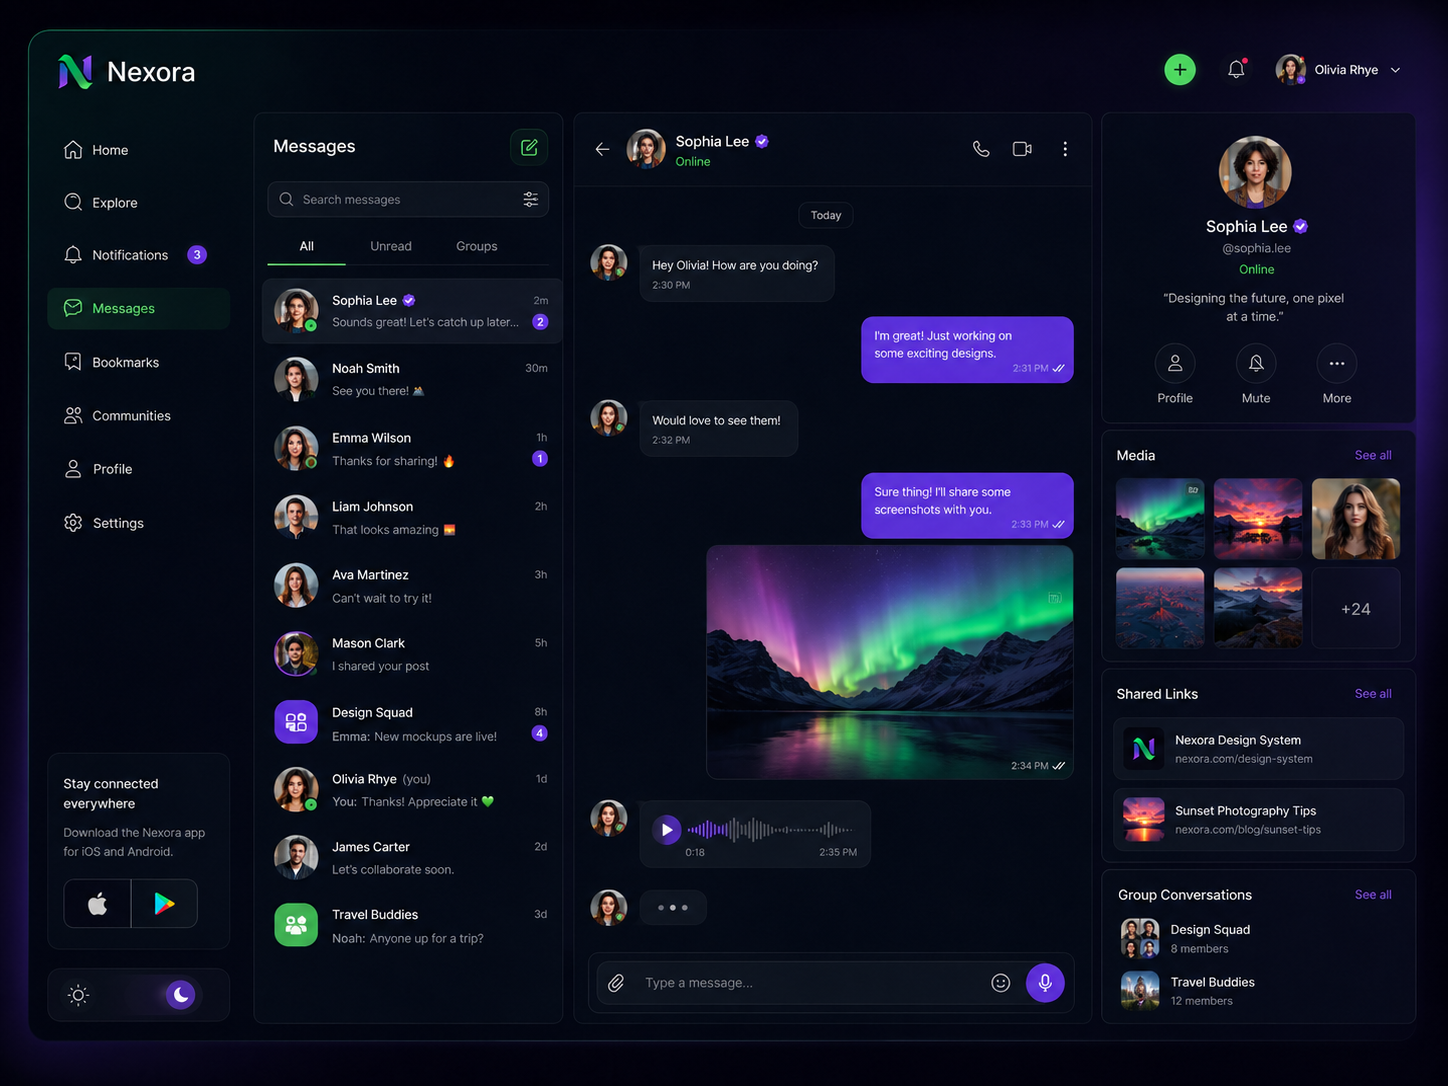 Nexora
Olivia Rhye
Home
Explore
Notifications 3
Messages
Bookmarks
Communities
Profile
Settings
Stay connected
everywhere
Download the Nexora app
for iOS and Android.
Messages
Search messages
All Unread Groups
Sophia Lee 2m
Sounds great! Let's catch up later... 2
Noah Smith 30m
See you there!
Emma Wilson 1h
Thanks for sharing! 🔥 1
Liam Johnson 2h
That looks amazing 🌅
Ava Martinez 3h
Can't wait to try it!
Mason Clark 5h
I shared your post
Design Squad 8h
Emma: New mockups are live! 4
Olivia Rhye (you) 1d
You: Thanks! Appreciate it 💚
James Carter 2d
Let's collaborate soon.
Travel Buddies 3d
Noah: Anyone up for a trip?
Sophia Lee
Online
Today
Hey Olivia! How are you doing?
2:30 PM
I'm great! Just working on
some exciting designs.
2:31 PM
Would love to see them!
2:32 PM
Sure thing! I'll share some
screenshots with you.
2:33 PM
2:34 PM
0:18 2:35 PM
Type a message...
Sophia Lee
@sophia.lee
Online
"Designing the future, one pixel
at a time."
Profile Mute More
Media See all
+24
Shared Links See all
Nexora Design System
nexora.com/design-system
Sunset Photography Tips
nexora.com/blog/sunset-tips
Group Conversations See all
Design Squad
8 members
Travel Buddies
12 members